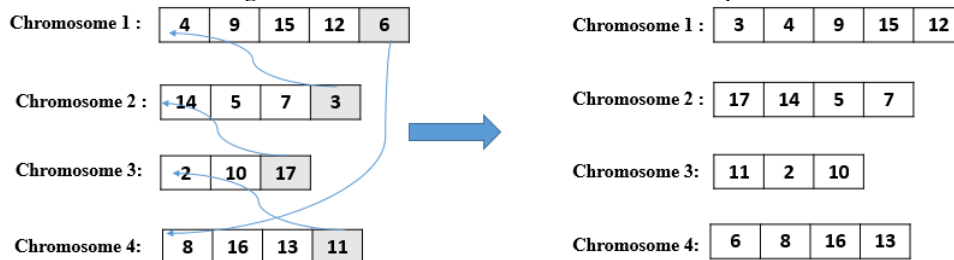 Chromosome 1 : 4 9 15 12 6
Chromosome 2 : 14 5 7 3
Chromosome 3: 2 10 17
Chromosome 4: 8 16 13 11
Chromosome 1 : 3 4 9 15 12
Chromosome 2 : 17 14 5 7
Chromosome 3: 11 2 10
Chromosome 4: 6 8 16 13